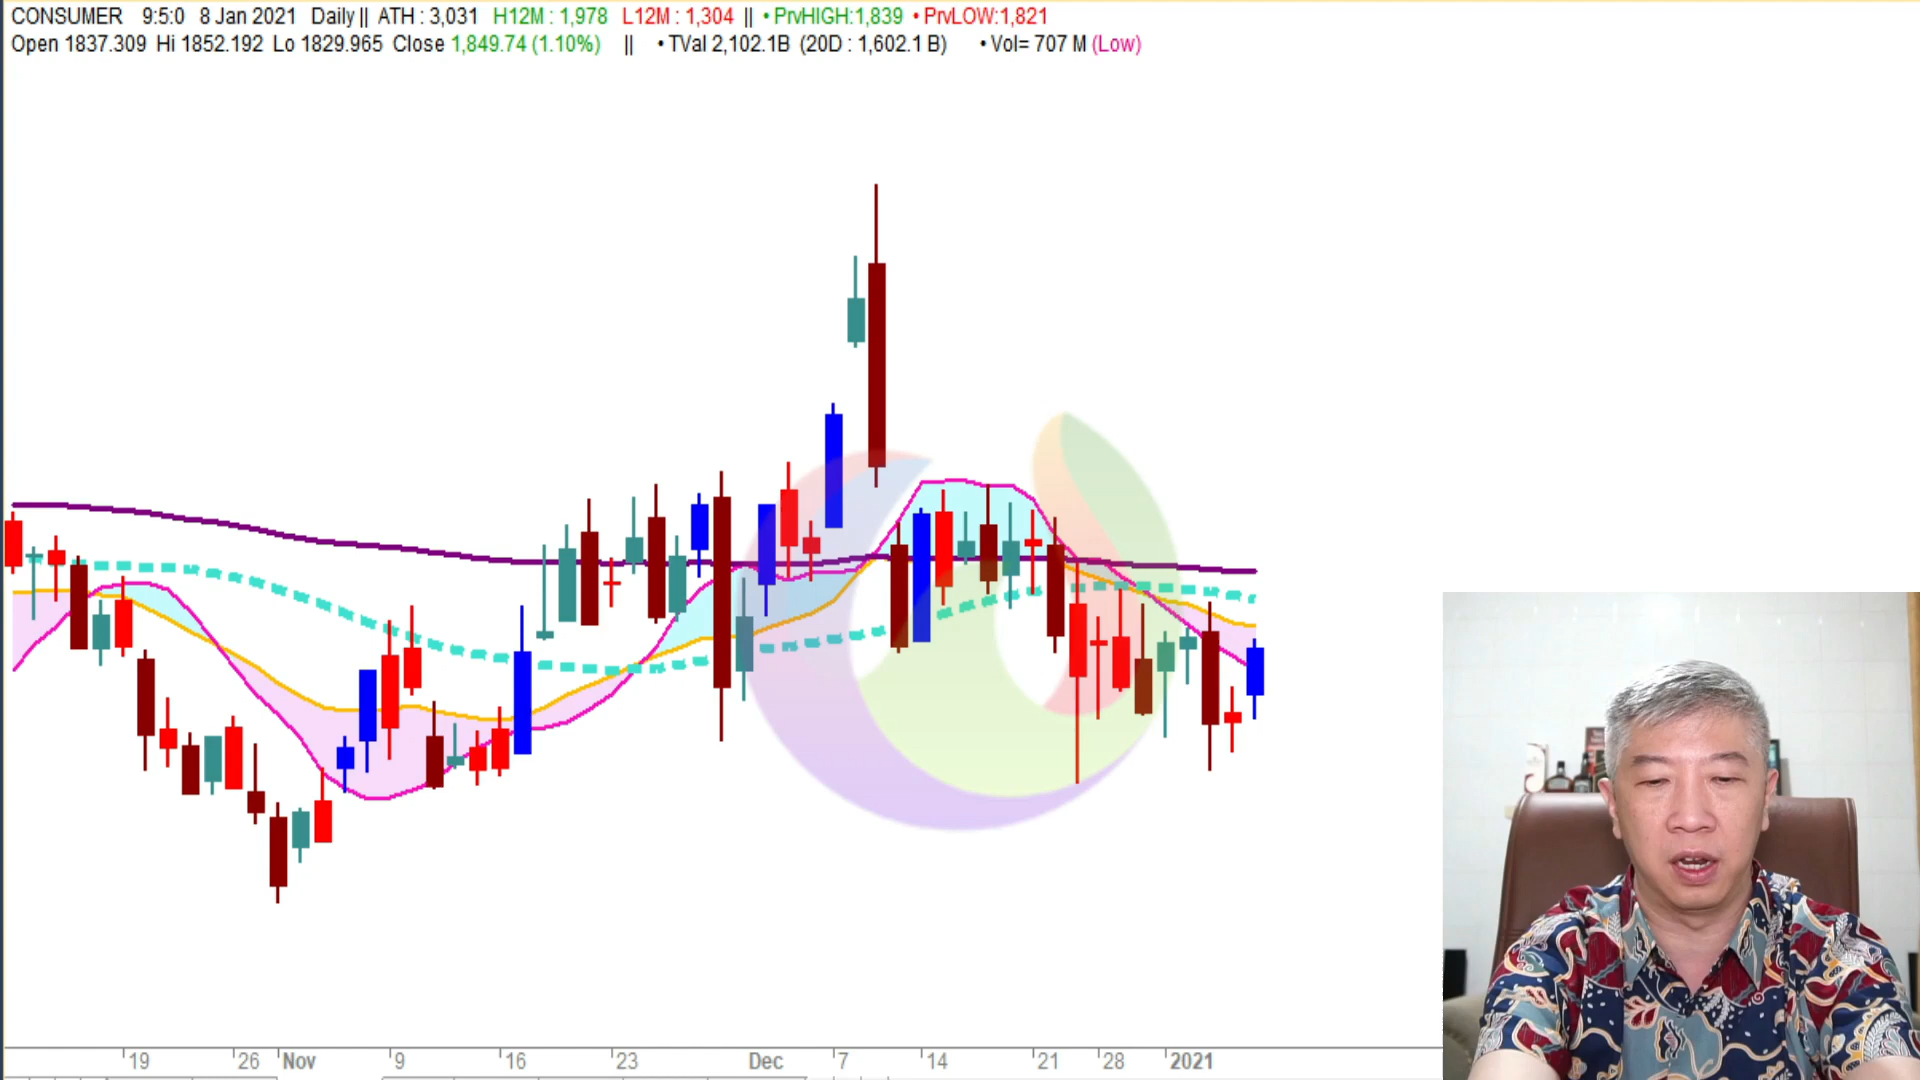 CONSUMER 9:5:0 8 Jan 2021 Daily || ATH : 3,031 H12M : 1,978 L12M : 1,304 || • PrvHIGH:1,839 • PrvLOW:1,821
Open 1837.309 Hi 1852.192 Lo 1829.965 Close 1,849.74 (1.10%) || • TVal 2,102.1B (20D : 1,602.1 B) • Vol= 707 M (Low)
19 26 Nov 9 16 23 Dec 7 14 21 28 2021